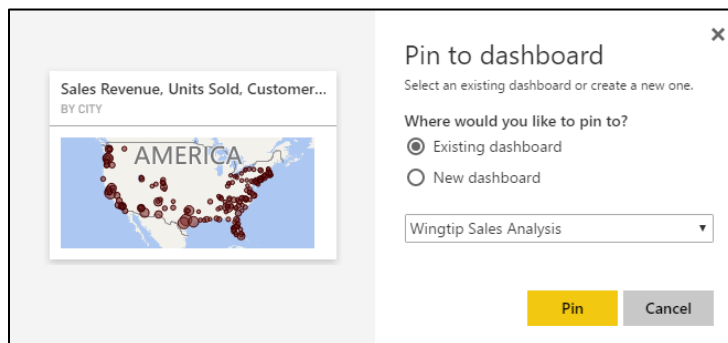 Sales Revenue, Units Sold, Customer...
BY CITY
AMERICA
Pin to dashboard
Select an existing dashboard or create a new one.
Where would you like to pin to?
Existing dashboard
New dashboard
Wingtip Sales Analysis
Pin
Cancel